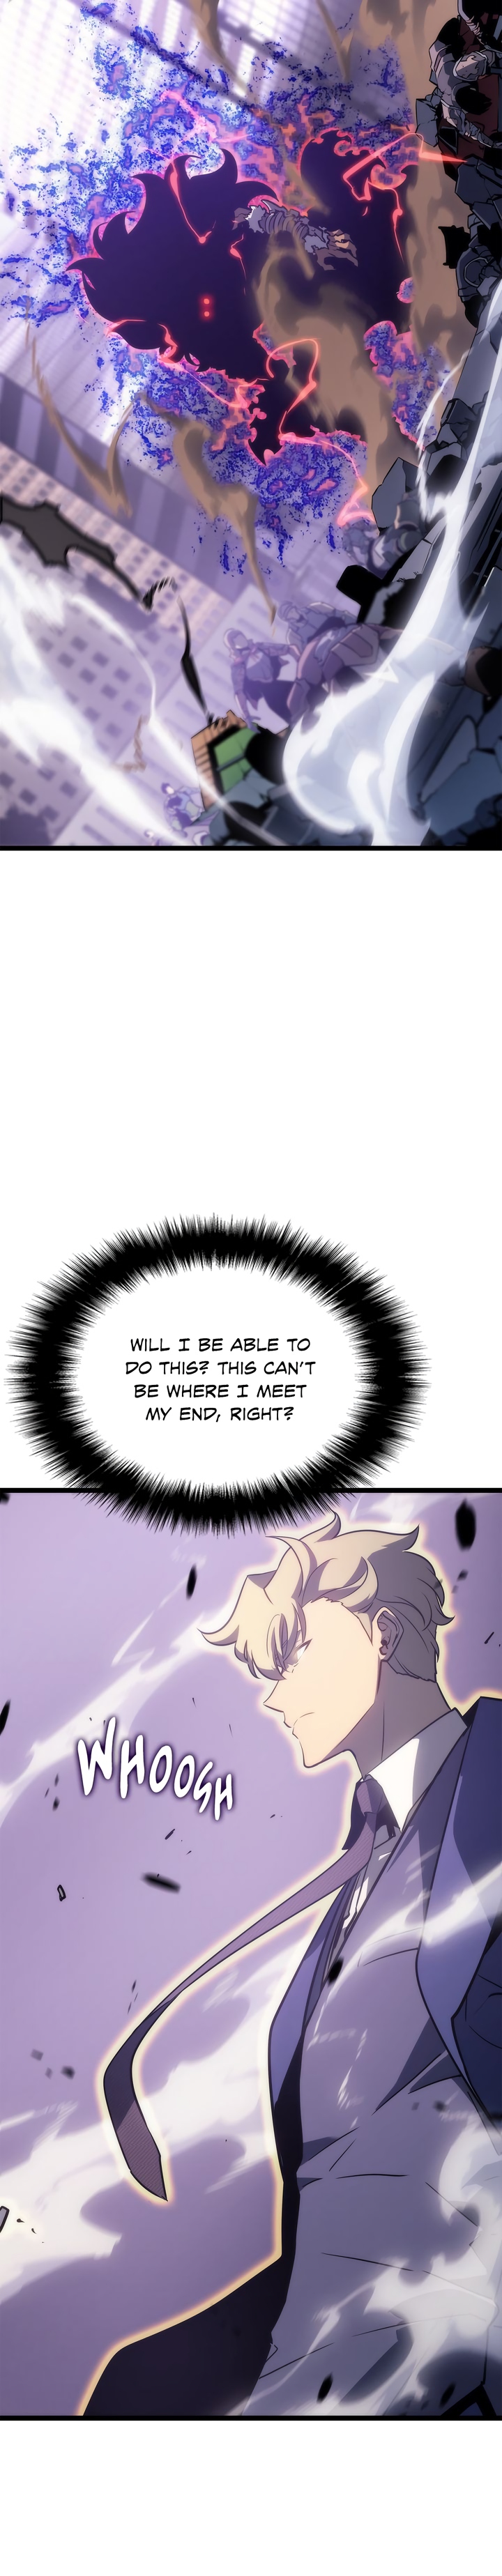 WILL I BE ABLE TO
DO THIS? THIS CAN'T
BE WHERE I MEET
MY END, RIGHT?
WHOOSH